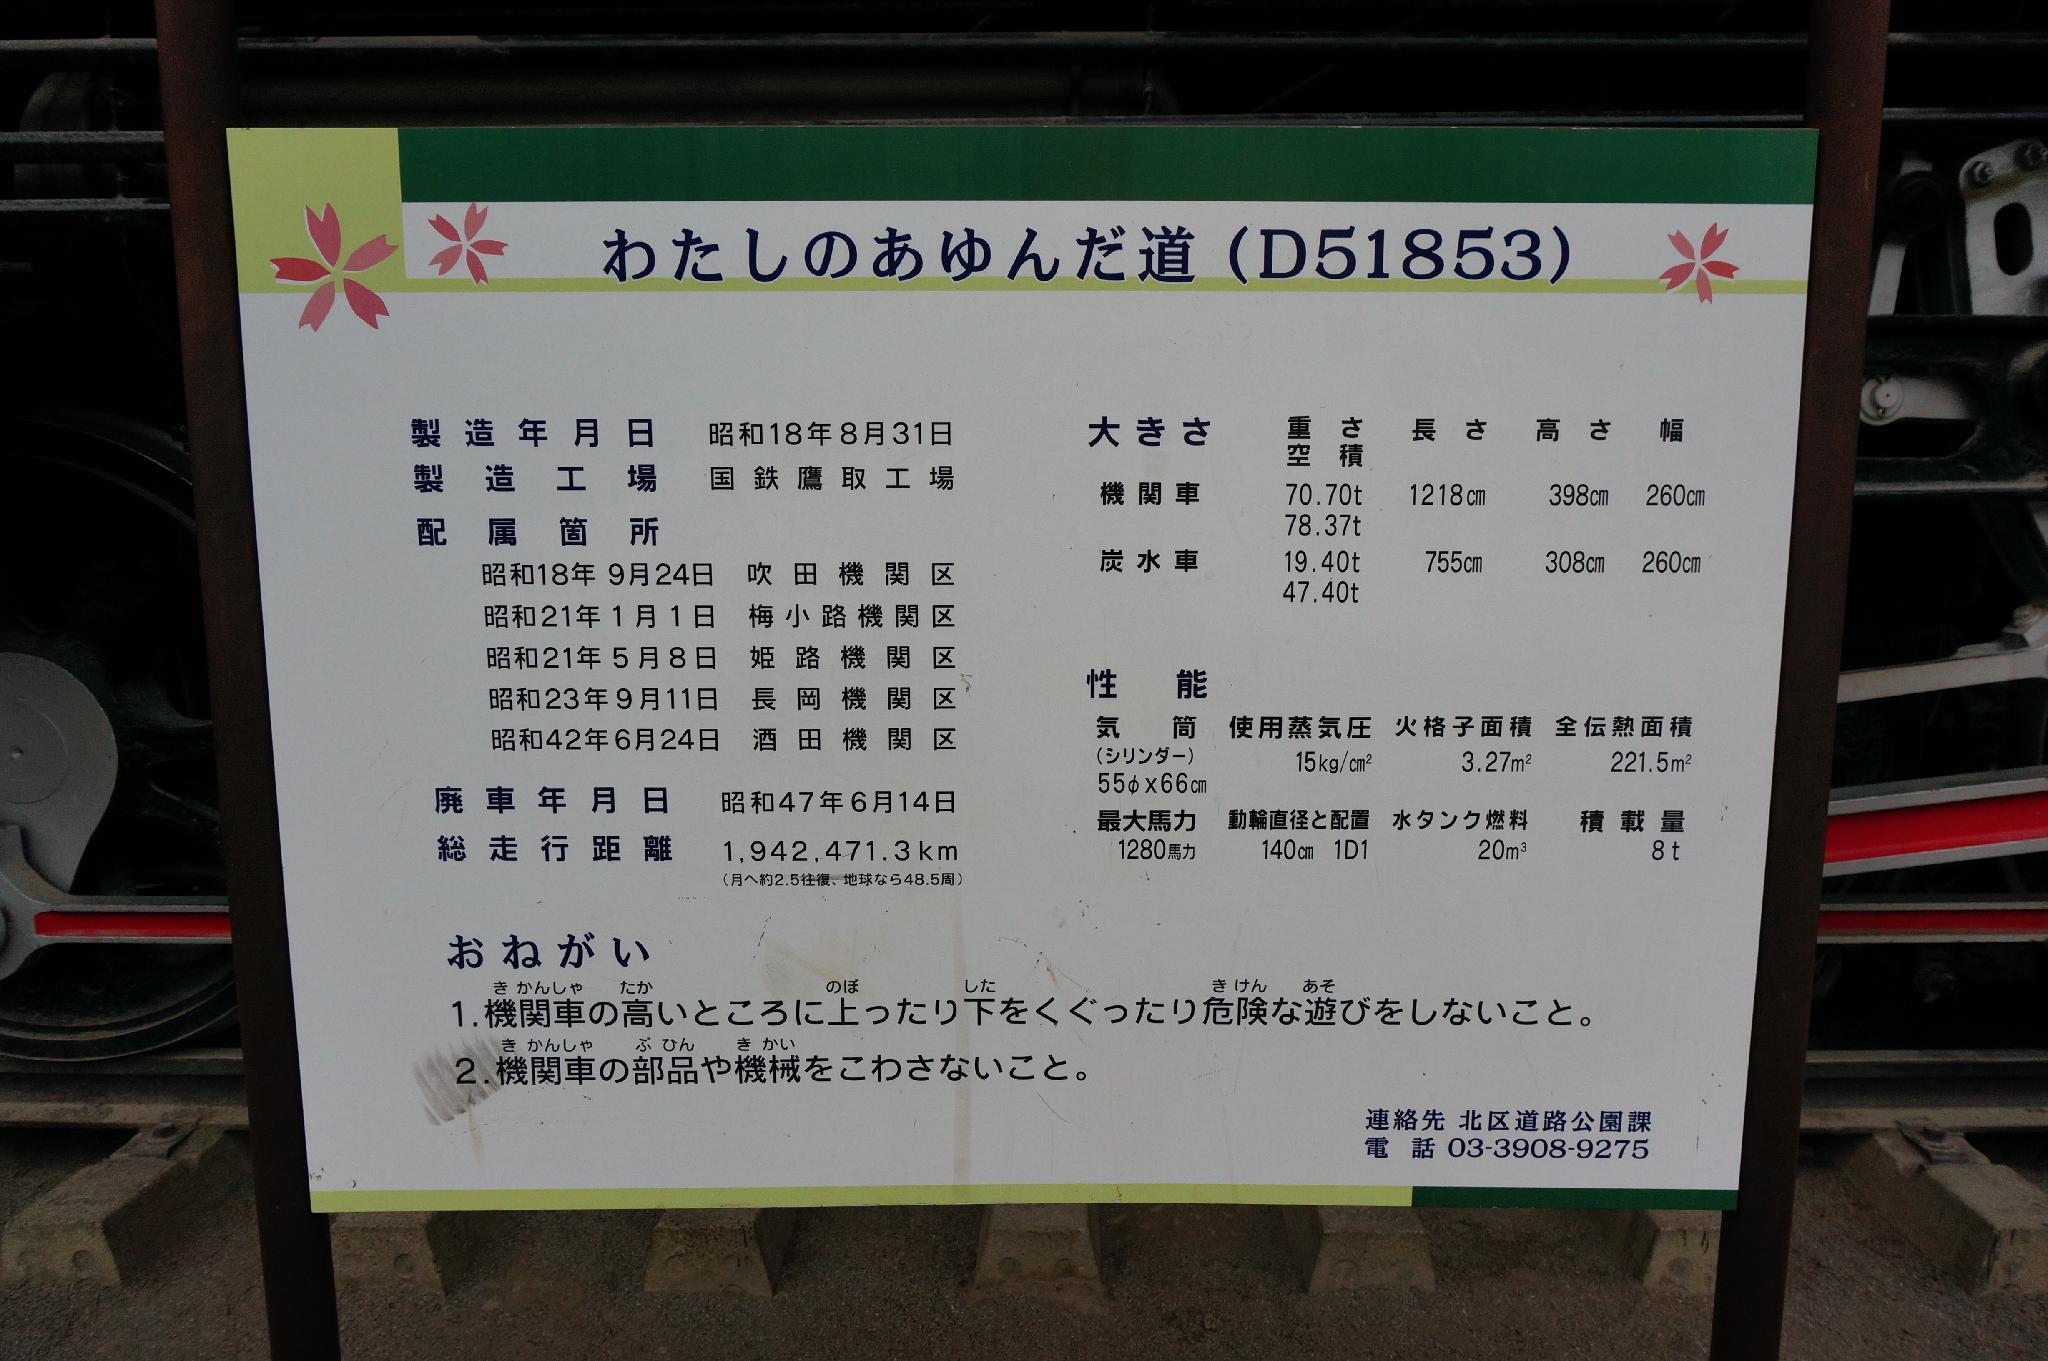 わたしのあゆんだ道(D51853)
製造年月日 昭和18年8月31日
製造工場 国鉄鷹取工場
配属箇所
昭和18年9月24日 吹田機関区
昭和21年1月1日 梅小路機関区
昭和21年5月8日 姫路機関区
昭和23年9月11日 長岡機関区
昭和42年6月24日 酒田機関区
廃車年月日 昭和47年6月14日
総走行距離 1,942,471.3km
(月へ約2.5往復、地球なら48.5周)
大きさ 重さ 長さ 高さ 幅
空積
機関車 70.70t 1218㎝ 398㎝ 260㎝
78.37t
炭水車 19.40t 755㎝ 308㎝ 260㎝
47.40t
性能
気筒 使用蒸気圧 火格子面積 全伝熱面積
(シリンダー) 15kg/cm² 3.27m² 221.5m²
55φx66㎝
最大馬力 動輪直径と配置 水タンク燃料 積載量
1280馬力 140㎝ 1D1 20m³ 8t
おねがい
きかんしゃ たか のぼ した きけん あそ
1.機関車の高いところに上ったり下をくぐったり危険な遊びをしないこと。
きかんしゃ ぶひん きかい
2.機関車の部品や機械をこわさないこと。
連絡先 北区道路公園課
電話 03-3908-9275